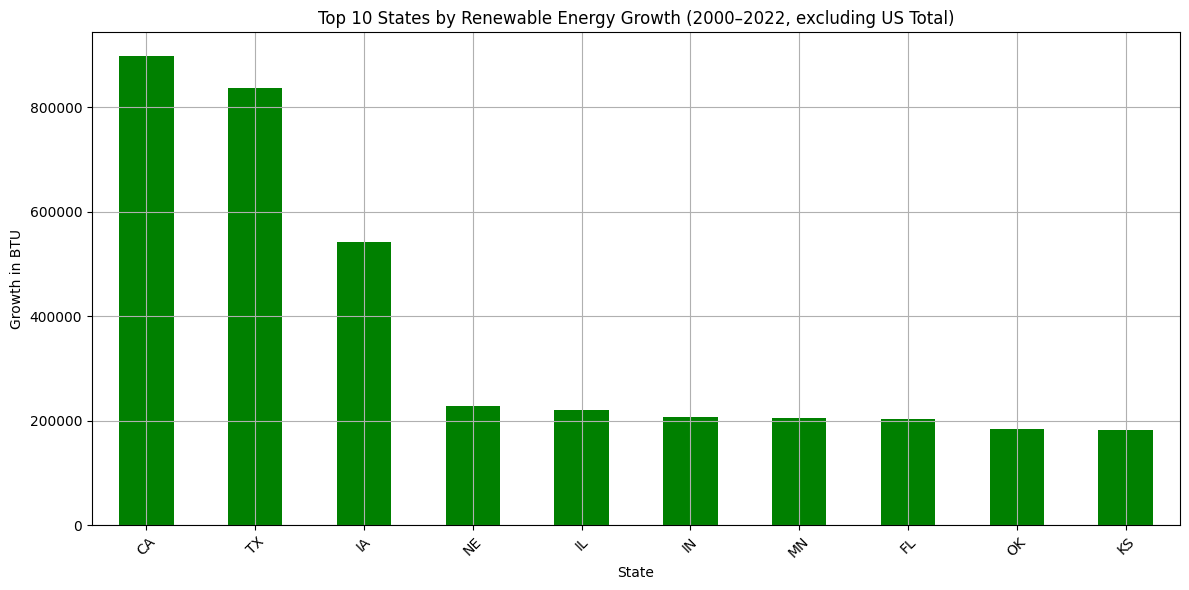 Top 10 States by Renewable Energy Growth (2000–2022, excluding US Total)
Growth in BTU
800000
600000
400000
200000
0
CA TX IA NE IL IN MN FL OK KS
State